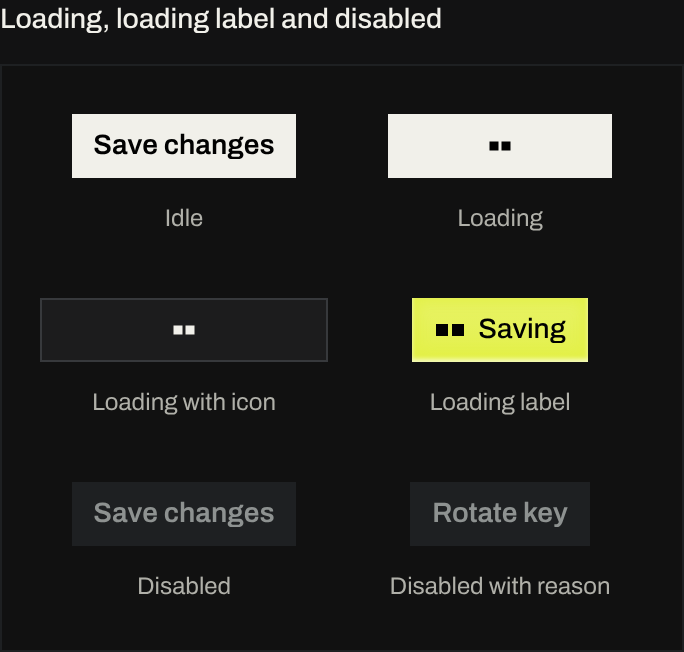 Loading, loading label and disabled
Save changes
Idle
Loading
Loading with icon
Saving
Loading label
Save changes
Disabled
Rotate key
Disabled with reason